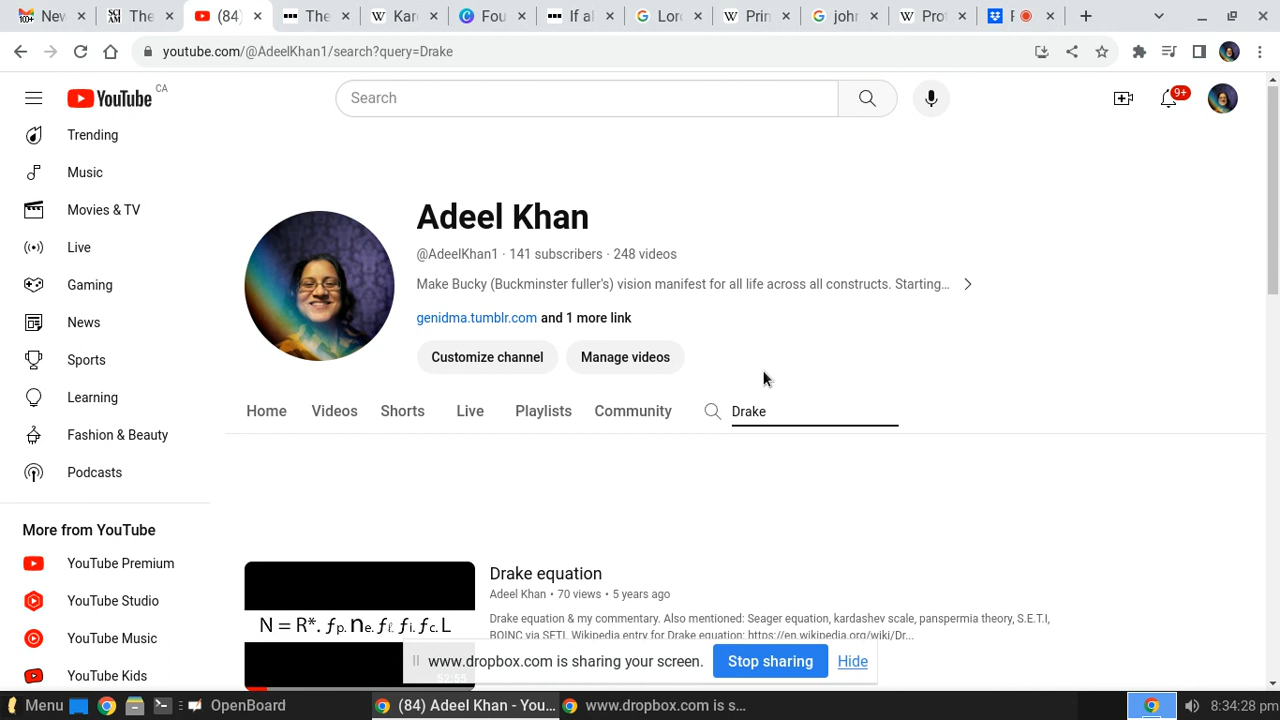 New
The
(84)
The
Kar
Fou
If al
Lor
Prin
johr
Prot
youtube.com/@AdeelKhan1/search?query=Drake
YouTube CA
Search
9+
Trending
Music
Movies & TV
Live
Gaming
News
Sports
Learning
Fashion & Beauty
Podcasts
More from YouTube
YouTube Premium
YouTube Studio
YouTube Music
YouTube Kids
Adeel Khan
@AdeelKhan1 · 141 subscribers · 248 videos
Make Bucky (Buckminster fuller's) vision manifest for all life across all constructs. Starting...
genidma.tumblr.com and 1 more link
Customize channel
Manage videos
Home Videos Shorts Live Playlists Community Drake
N = R*. fp. ne. fl. fi. fc. L
Drake equation
Adeel Khan • 70 views • 5 years ago
Drake equation & my commentary. Also mentioned: Seager equation, kardashev scale, panspermia theory, S.E.T.I,
BOINC via SETI. Wikipedia entry for Drake equation: https://en.wikipedia.org/wiki/Dr...
www.dropbox.com is sharing your screen. Stop sharing Hide
Menu
OpenBoard
(84) Adeel Khan - You...
www.dropbox.com is s...
8:34:28 pm